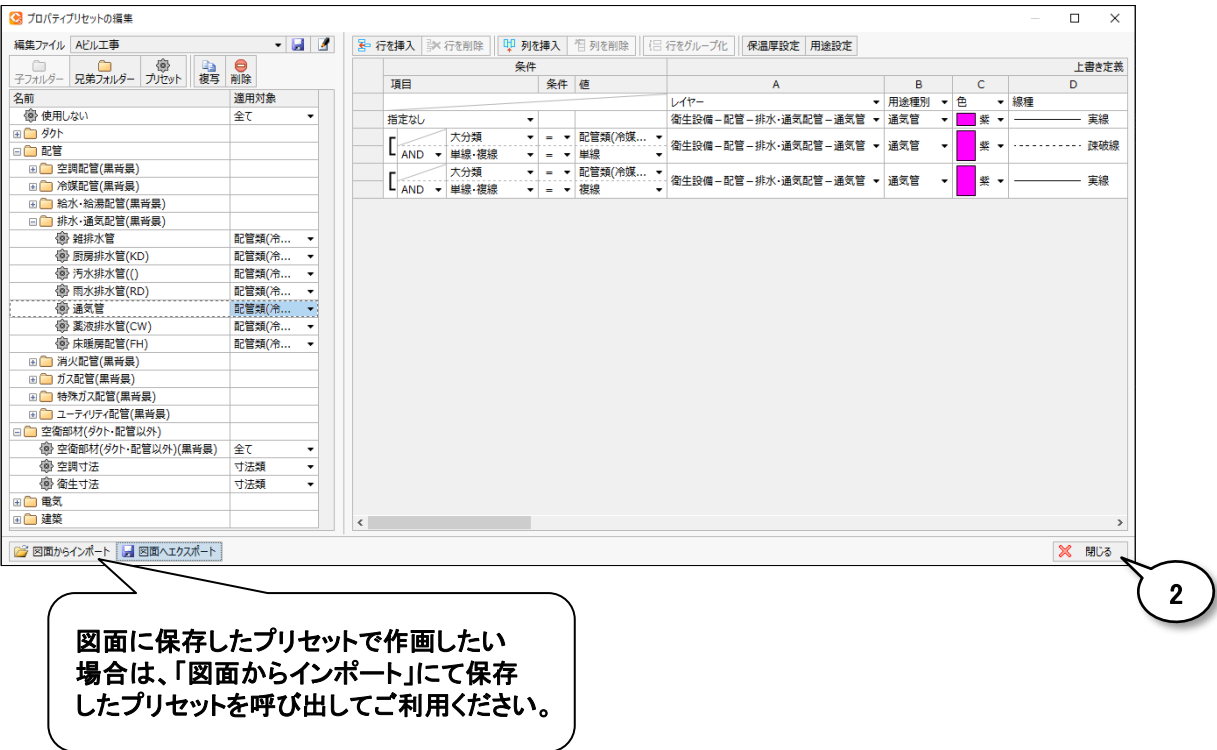 プロパティプリセットの編集
編集ファイル Aビル工事
子フォルダー 兄弟フォルダー プリセット 複写 削除
行を挿入 行を削除 列を挿入 列を削除 行をグループ化 保温厚設定 用途設定
名前 適用対象
使用しない 全て
ダクト
配管
空調配管(黒背景)
冷媒配管(黒背景)
給水・給湯配管(黒背景)
排水・通気配管(黒背景)
雑排水管 配管類(冷...
厨房排水管(KD) 配管類(冷...
汚水排水管(() 配管類(冷...
雨水排水管(RD) 配管類(冷...
通気管 配管類(冷...
薬液排水管(CW) 配管類(冷...
床暖房配管(FH) 配管類(冷...
消火配管(黒背景)
ガス配管(黒背景)
特殊ガス配管(黒背景)
ユーティリティ配管(黒背景)
空衛部材(ダクト・配管以外)
空衛部材(ダクト・配管以外)(黒背景) 全て
空調寸法 寸法類
衛生寸法 寸法類
電気
建築
条件 上書き定義
項目 条件 値 A B C D
レイヤー 用途種別 色 線種
指定なし 衛生設備－配管－排水・通気配管－通気管 通気管 紫 実線
大分類 = 配管類(冷媒...
AND 単線・複線 = 単線
衛生設備－配管－排水・通気配管－通気管 通気管 紫 疎破線
大分類 = 配管類(冷媒...
AND 単線・複線 = 複線
衛生設備－配管－排水・通気配管－通気管 通気管 紫 実線
図面からインポート 図面へエクスポート 閉じる
2
図面に保存したプリセットで作画したい
場合は、「図面からインポート」にて保存
したプリセットを呼び出してご利用ください。